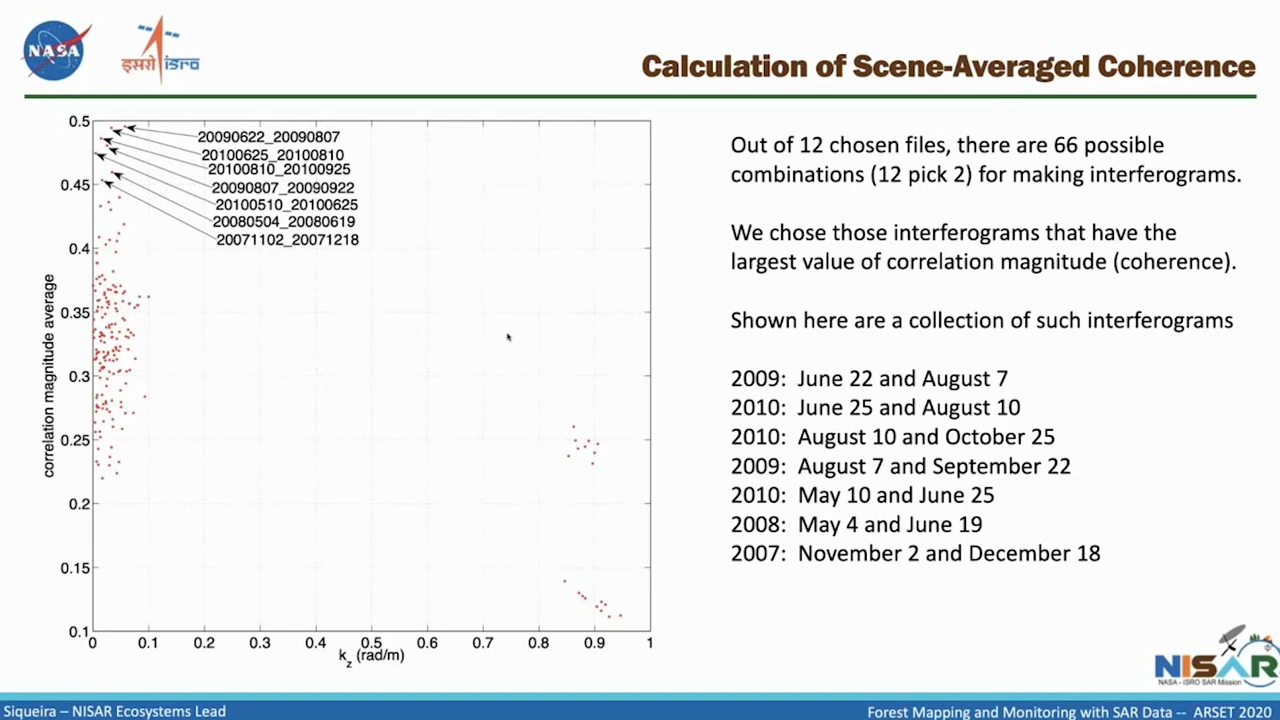 NASA
इसरो isro
Calculation of Scene-Averaged Coherence
0.5
0.45
0.4
0.35
0.3
0.25
0.2
0.15
0.1
correlation magnitude average
20090622_20090807
20100625_20100810
20100810_20100925
20090807_20090922
20100510_20100625
20080504_20080619
20071102_20071218
0 0.1 0.2 0.3 0.4 0.5 0.6 0.7 0.8 0.9 1
k_z (rad/m)
Out of 12 chosen files, there are 66 possible
combinations (12 pick 2) for making interferograms.
We chose those interferograms that have the
largest value of correlation magnitude (coherence).
Shown here are a collection of such interferograms
2009: June 22 and August 7
2010: June 25 and August 10
2010: August 10 and October 25
2009: August 7 and September 22
2010: May 10 and June 25
2008: May 4 and June 19
2007: November 2 and December 18
NISAR
NASA - ISRO SAR Mission
Siqueira – NISAR Ecosystems Lead
Forest Mapping and Monitoring with SAR Data -- ARSET 2020